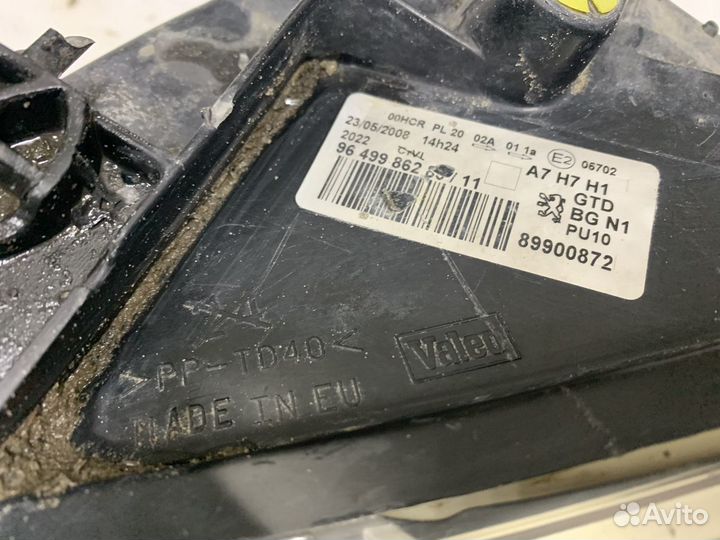 00HCR PL 20 02A 01 1a E2 06702
23/05/2008 14h24
2022
96 499 862 11
A7 H7 H1
GTD
BG N1
PU10
89900872
>PP-TD40<
Valeo
MADE IN EU
Avito